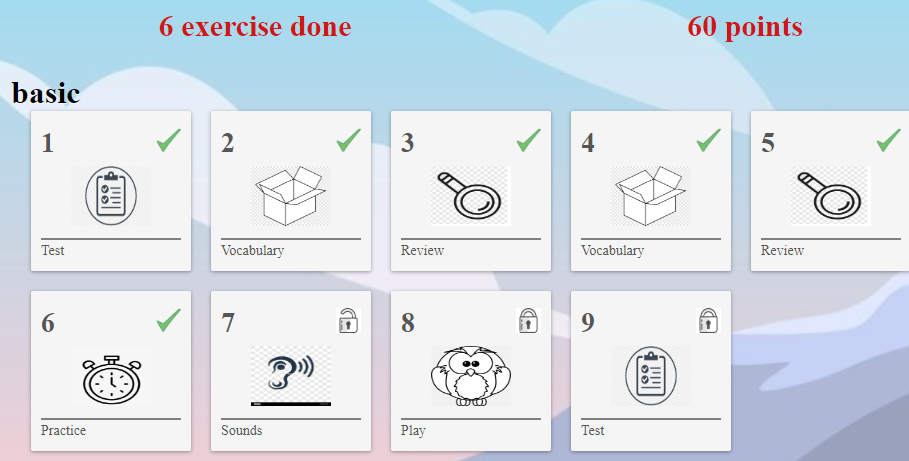 6 exercise done
60 points
basic
1
Test
2
Vocabulary
3
Review
4
Vocabulary
5
Review
6
Practice
7
Sounds
8
Play
9
Test